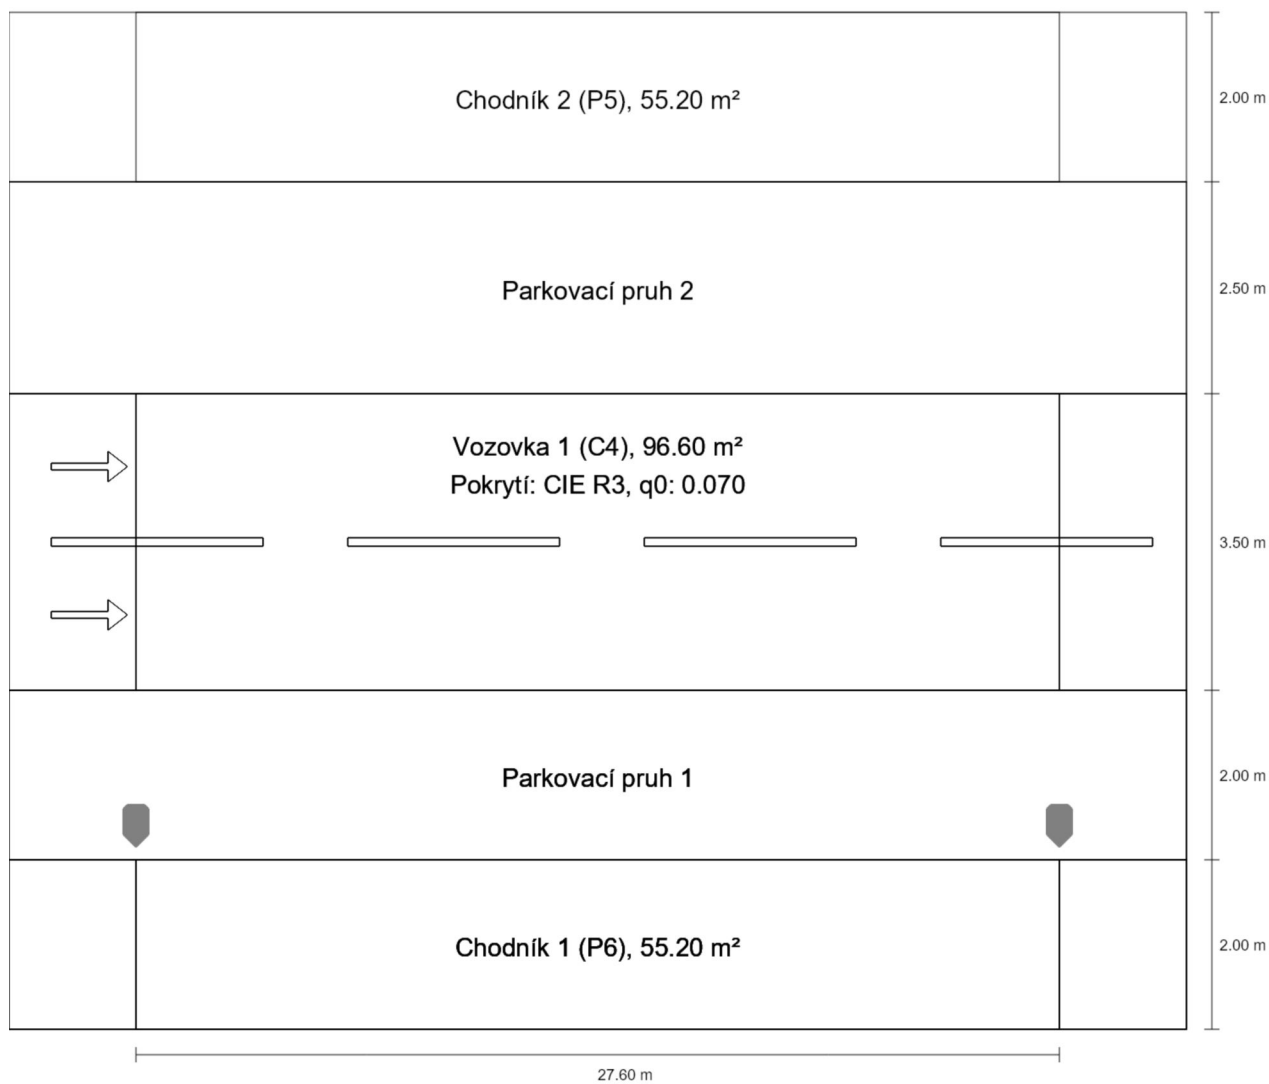 Chodník 2 (P5), 55.20 m²
2.00 m
Parkovací pruh 2
2.50 m
Vozovka 1 (C4), 96.60 m²
Pokrytí: CIE R3, q0: 0.070
3.50 m
Parkovací pruh 1
2.00 m
Chodník 1 (P6), 55.20 m²
2.00 m
27.60 m